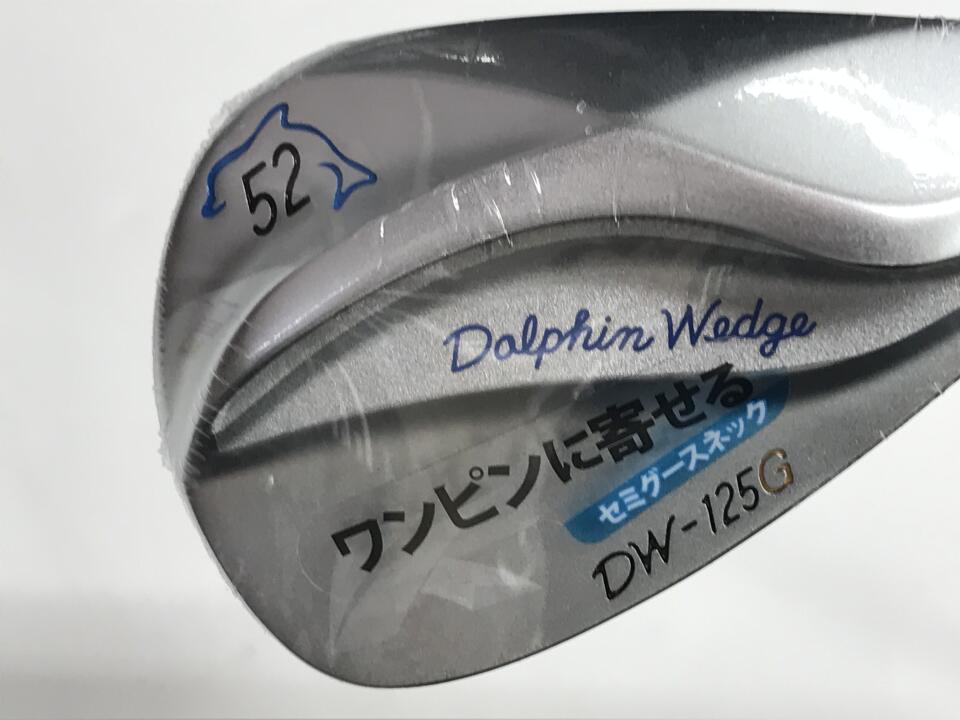 52
Dolphin Wedge
ワンピンに寄せる
セミグースネック
DW-125G